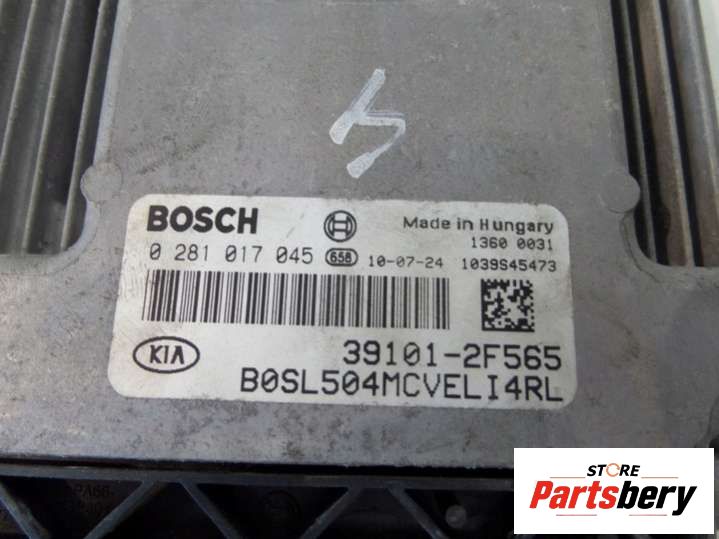 BOSCH
Made in Hungary
1360 0031
0 281 017 045 658 10-07-24 1039S45473
KIA
39101-2F565
B0SL504MCVELI4RL
STORE
Partsbery